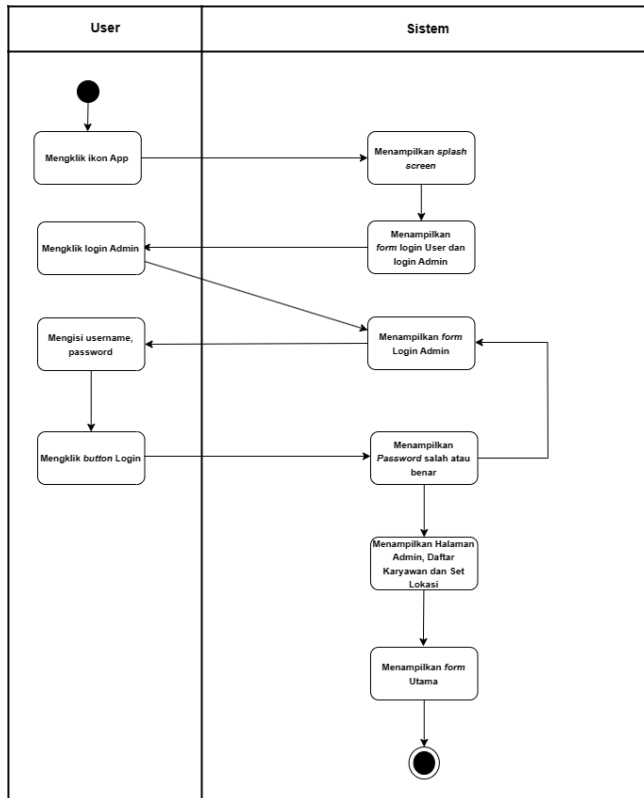 User
Sistem
Mengklik ikon App
Menampilkan splash
screen
Mengklik login Admin
Menampilkan
form login User dan
login Admin
Mengisi username,
password
Menampilkan form
Login Admin
Mengklik button Login
Menampilkan
Password salah atau
benar
Menampilkan Halaman
Admin, Daftar
Karyawan dan Set
Lokasi
Menampilkan form
Utama